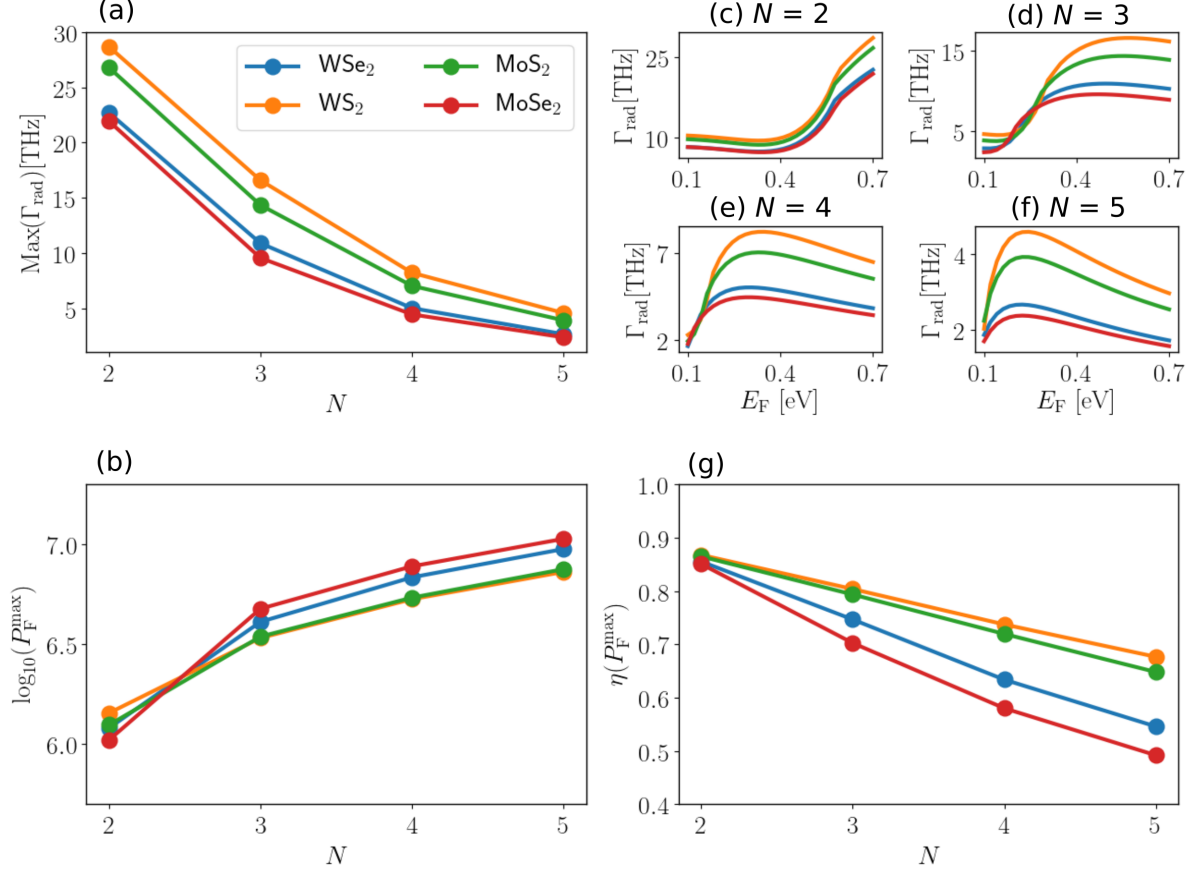 (a)
30
25
20
15
10
5
Max(Γrad)[THz]
WSe2
WS2
MoS2
MoSe2
2 3 4 5
N
(c) N = 2
25
10
Γrad[THz]
0.1 0.4 0.7
(d) N = 3
15
5
Γrad[THz]
0.1 0.4 0.7
(e) N = 4
7
2
Γrad[THz]
0.1 0.4 0.7
EF [eV]
(f) N = 5
4
2
Γrad[THz]
0.1 0.4 0.7
EF [eV]
(b)
7.0
6.5
6.0
log10(PFmax)
2 3 4 5
N
(g)
1.0
0.9
0.8
0.7
0.6
0.5
0.4
η(PFmax)
2 3 4 5
N